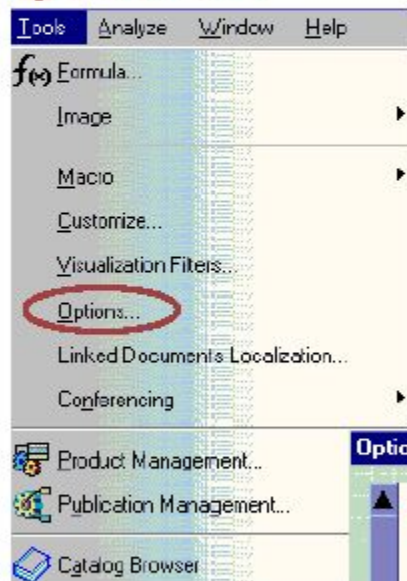 Tools Analyze Window Help
f(x) Formula...
Image
Macro
Customize...
Visualization Filters...
Options...
Linked Documents Localization...
Conferencing
Product Management...
Optio
Publication Management...
Catalog Browser